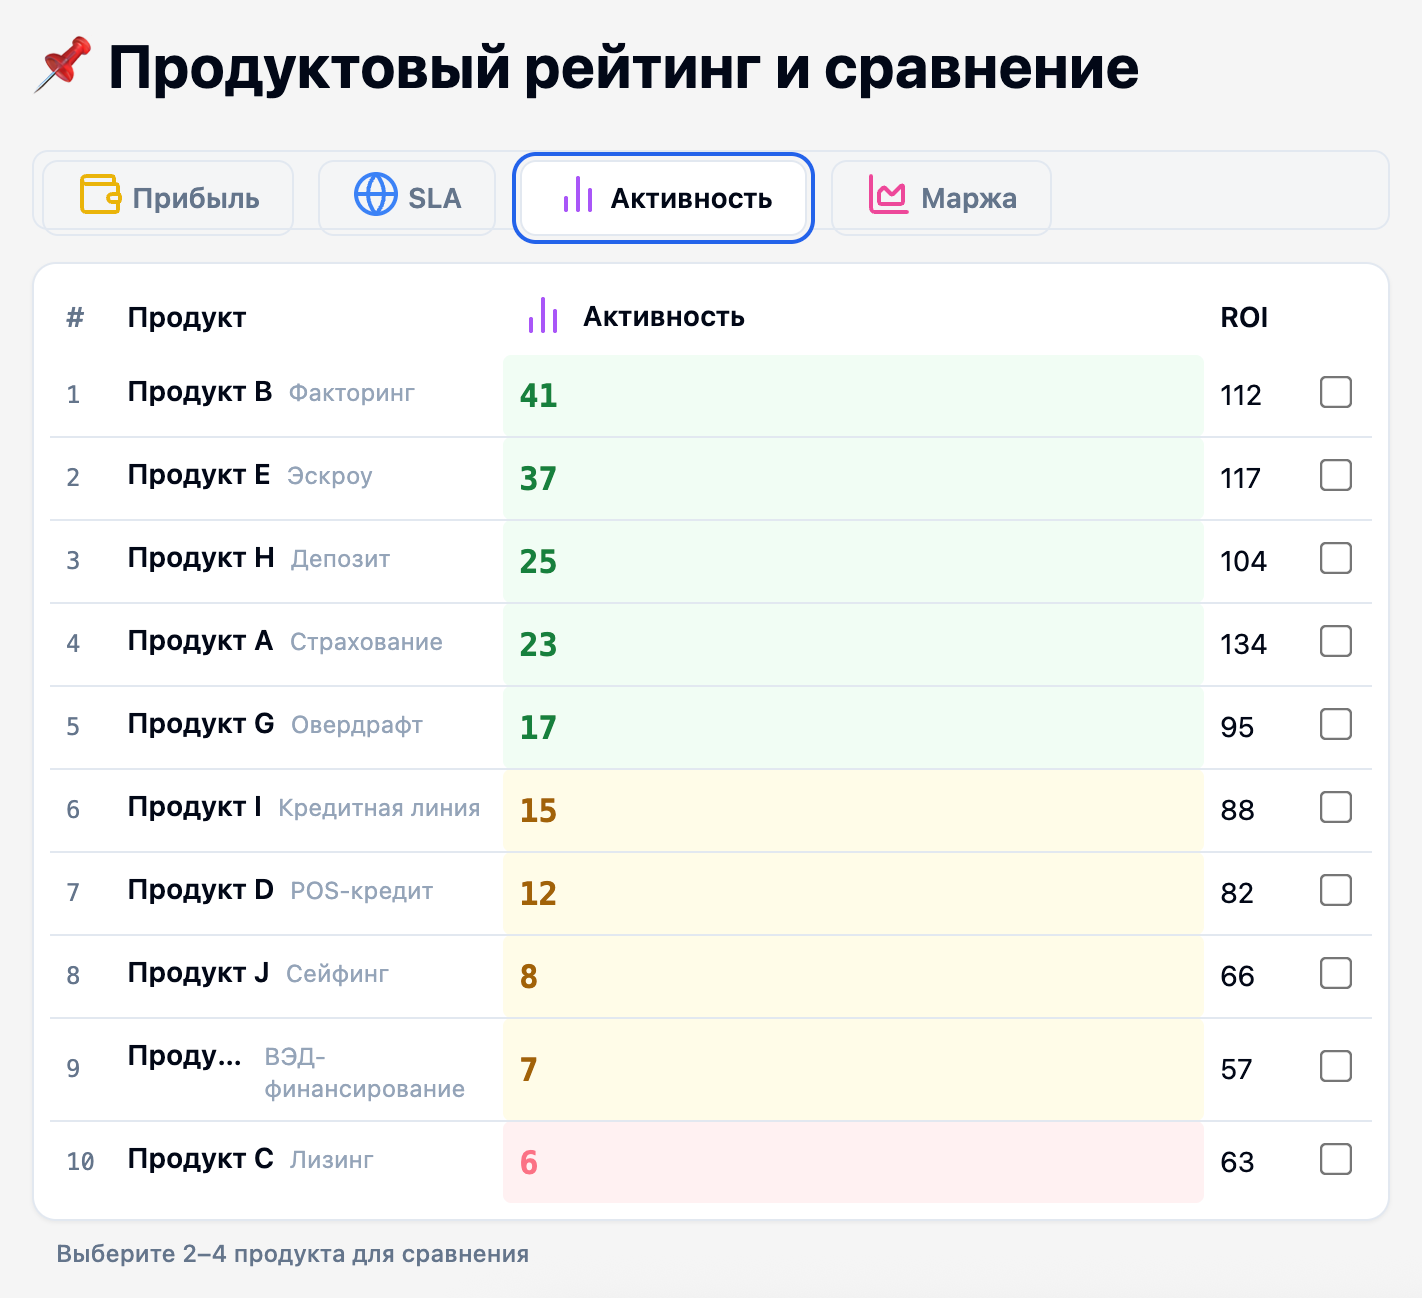 📌 Продуктовый рейтинг и сравнение
Прибыль SLA Активность Маржа
# Продукт Активность ROI
1 Продукт B Факторинг 41 112
2 Продукт E Эскроу 37 117
3 Продукт H Депозит 25 104
4 Продукт A Страхование 23 134
5 Продукт G Овердрафт 17 95
6 Продукт I Кредитная линия 15 88
7 Продукт D POS-кредит 12 82
8 Продукт J Сейфинг 8 66
9 Проду... ВЭД-
финансирование 7 57
10 Продукт C Лизинг 6 63
Выберите 2–4 продукта для сравнения